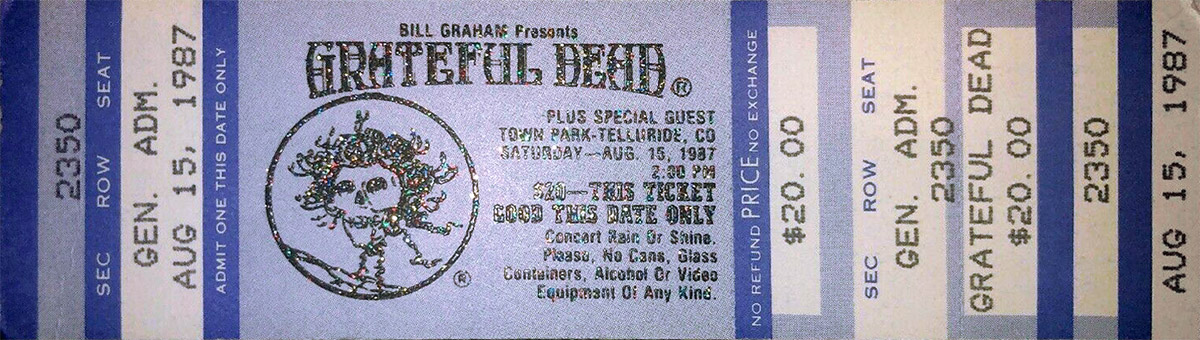 2350
SEC ROW SEAT
GEN. ADM.
AUG 15, 1987
ADMIT ONE THIS DATE ONLY
BILL GRAHAM Presents
GRATEFUL DEAD®
PLUS SPECIAL GUEST
TOWN PARK-TELLURIDE, CO
SATURDAY—AUG. 15, 1987
2:00 PM
$20—THIS TICKET
GOOD THIS DATE ONLY
Concert Rain Or Shine.
Please, No Cans, Glass
Containers, Alcohol Or Video
Equipment Of Any Kind.
®
NO REFUND PRICE NO EXCHANGE
$20.00
SEC ROW SEAT
GEN. ADM.
2350
GRATEFUL DEAD
$20.00
2350
AUG 15, 1987